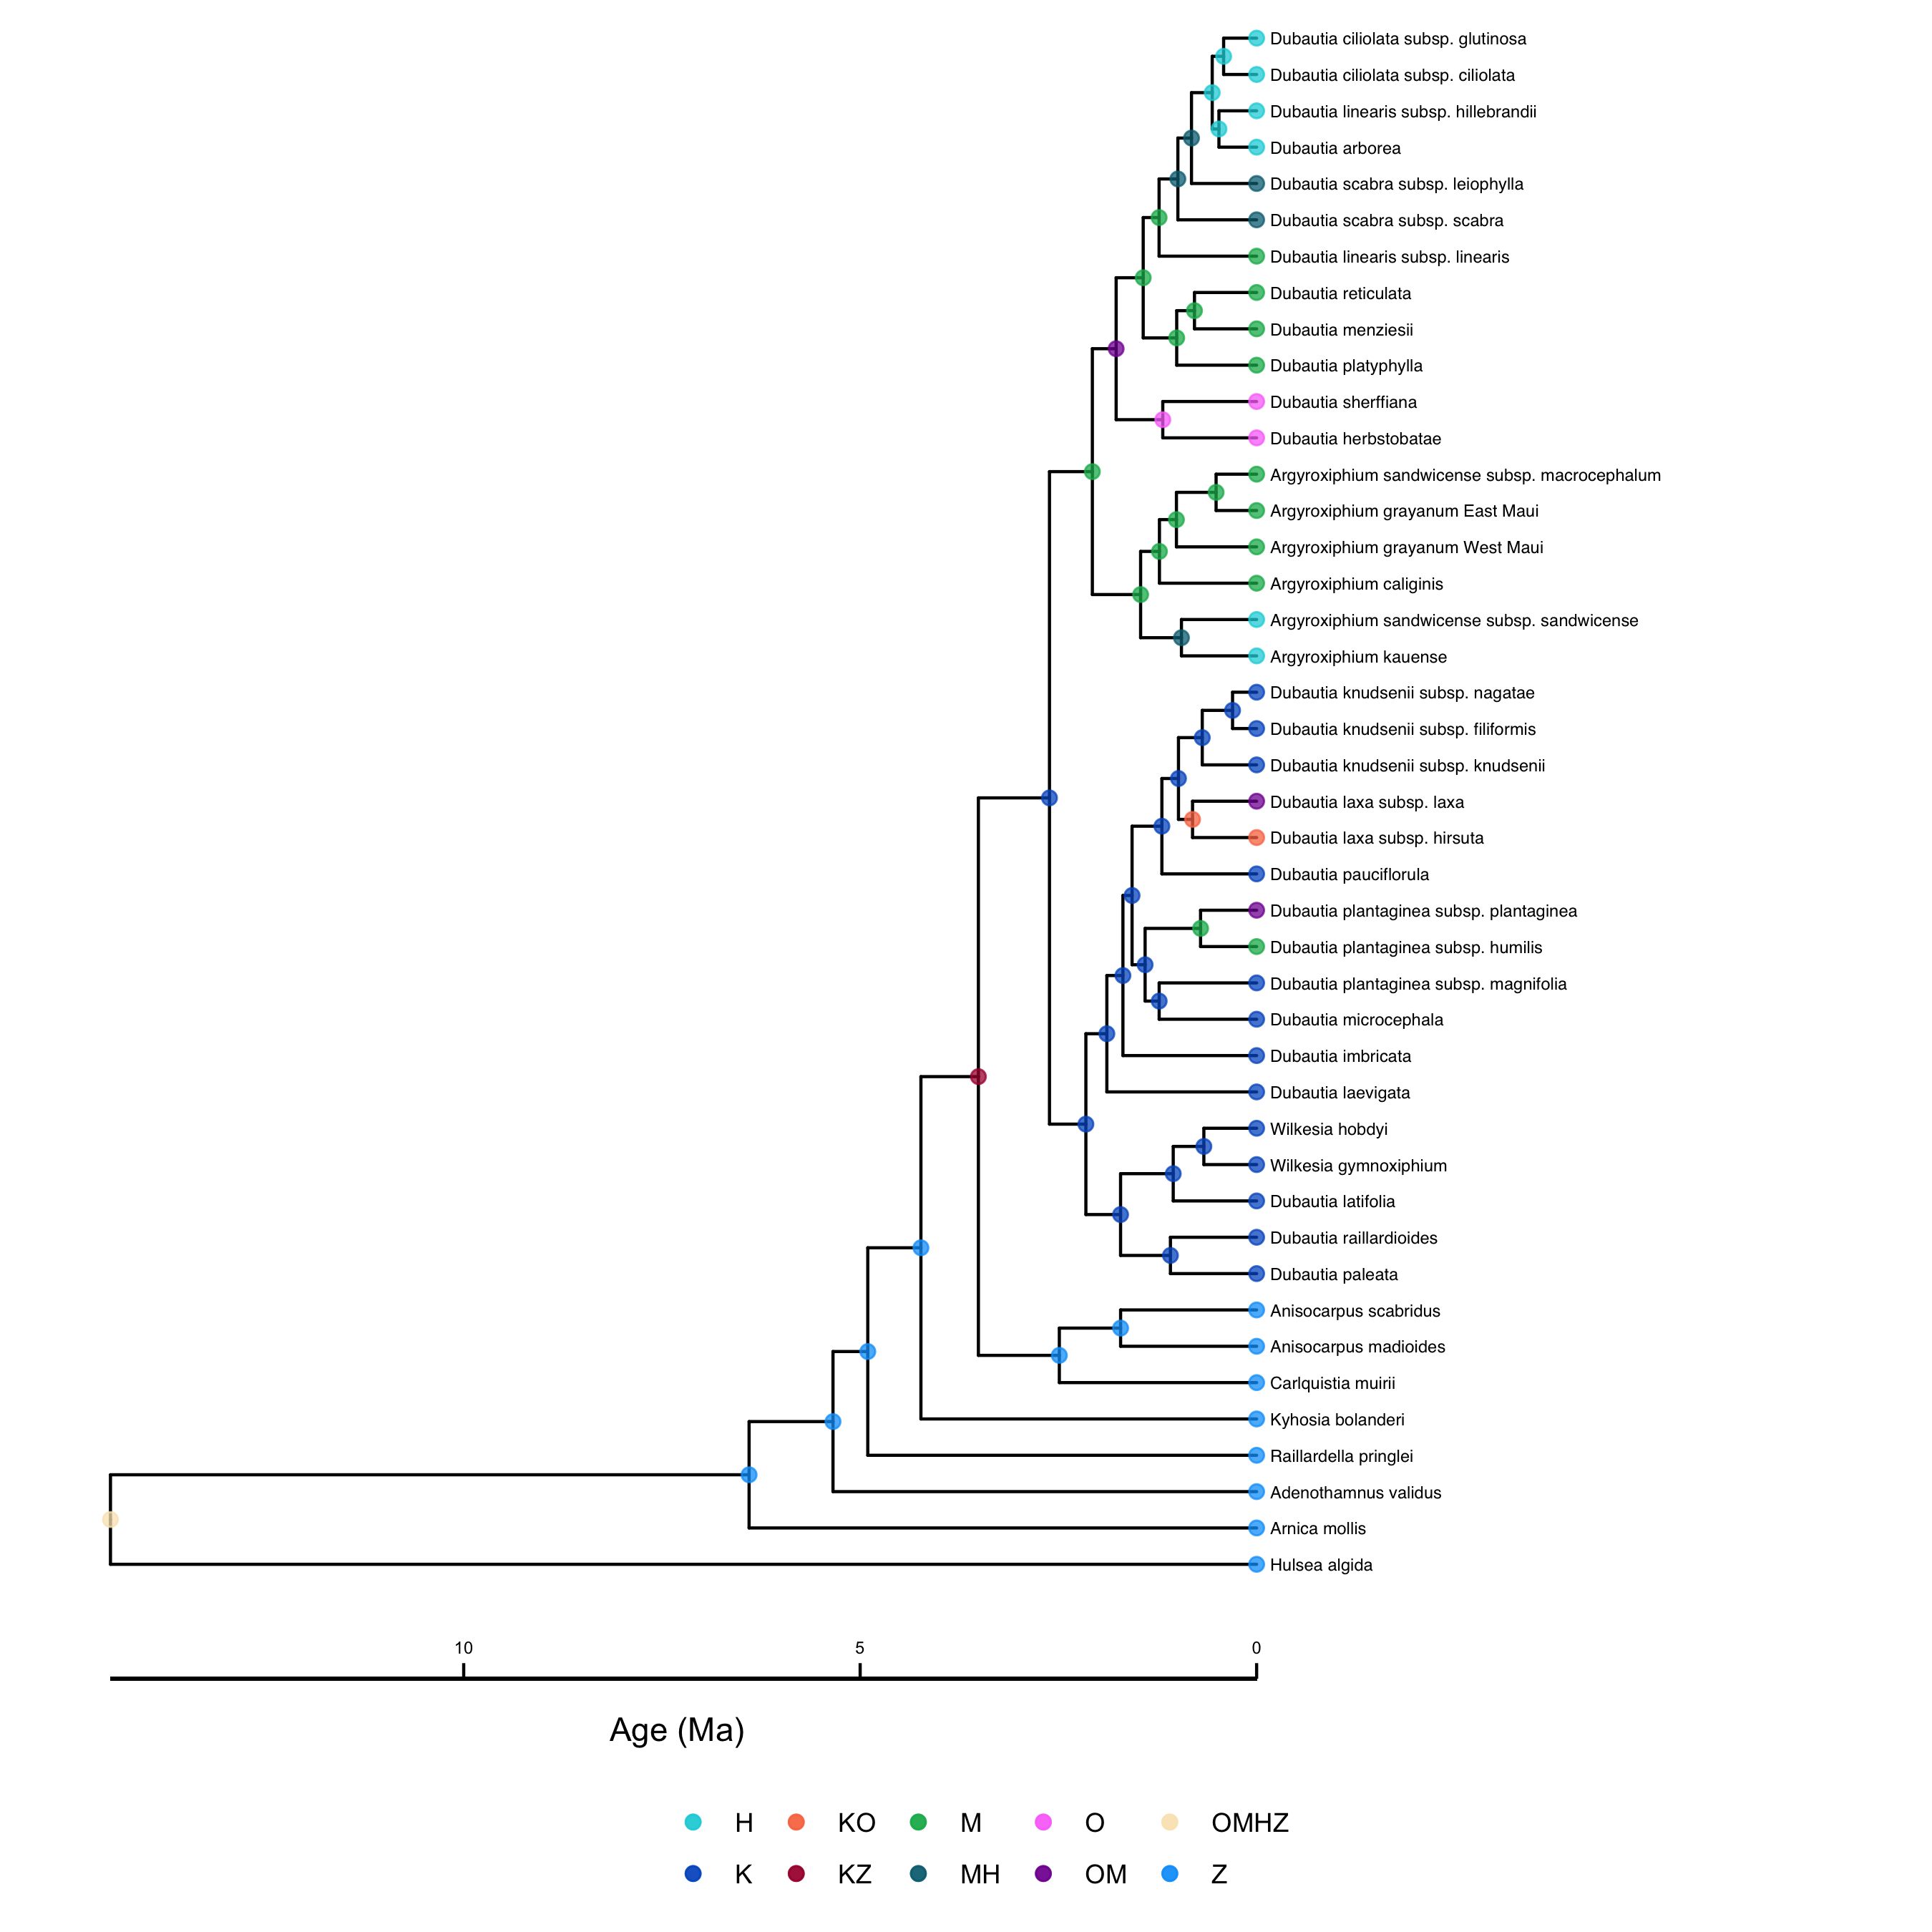 Dubautia ciliolata subsp. glutinosa
Dubautia ciliolata subsp. ciliolata
Dubautia linearis subsp. hillebrandii
Dubautia arborea
Dubautia scabra subsp. leiophylla
Dubautia scabra subsp. scabra
Dubautia linearis subsp. linearis
Dubautia reticulata
Dubautia menziesii
Dubautia platyphylla
Dubautia sherffiana
Dubautia herbstobatae
Argyroxiphium sandwicense subsp. macrocephalum
Argyroxiphium grayanum East Maui
Argyroxiphium grayanum West Maui
Argyroxiphium caliginis
Argyroxiphium sandwicense subsp. sandwicense
Argyroxiphium kauense
Dubautia knudsenii subsp. nagatae
Dubautia knudsenii subsp. filiformis
Dubautia knudsenii subsp. knudsenii
Dubautia laxa subsp. laxa
Dubautia laxa subsp. hirsuta
Dubautia pauciflorula
Dubautia plantaginea subsp. plantaginea
Dubautia plantaginea subsp. humilis
Dubautia plantaginea subsp. magnifolia
Dubautia microcephala
Dubautia imbricata
Dubautia laevigata
Wilkesia hobdyi
Wilkesia gymnoxiphium
Dubautia latifolia
Dubautia raillardioides
Dubautia paleata
Anisocarpus scabridus
Anisocarpus madioides
Carlquistia muirii
Kyhosia bolanderi
Raillardella pringlei
Adenothamnus validus
Arnica mollis
Hulsea algida
10 5 0
Age (Ma)
H KO M O OMHZ
K KZ MH OM Z